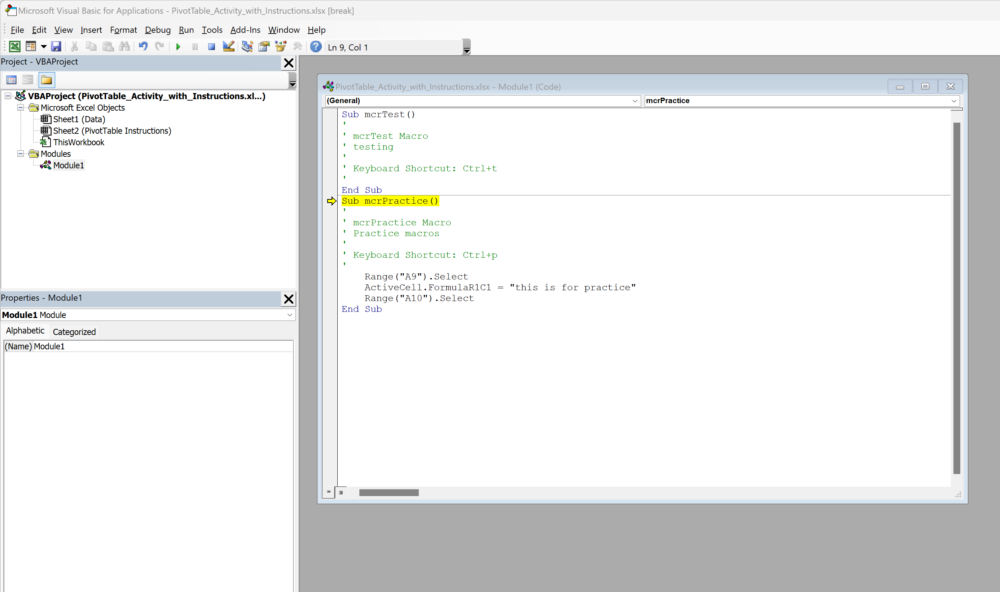 Microsoft Visual Basic for Applications - PivotTable_Activity_with_Instructions.xlsx [break]
File Edit View Insert Format Debug Run Tools Add-Ins Window Help
Ln 9, Col 1
Project - VBAProject
VBAProject (PivotTable_Activity_with_Instructions.xl...)
Microsoft Excel Objects
Sheet1 (Data)
Sheet2 (PivotTable Instructions)
ThisWorkbook
Modules
Module1
Properties - Module1
Module1 Module
Alphabetic Categorized
(Name) Module1
PivotTable_Activity_with_Instructions.xlsx - Module1 (Code)
(General) mcrPractice
Sub mcrTest()
'
' mcrTest Macro
' testing
'
' Keyboard Shortcut: Ctrl+t
'
End Sub
Sub mcrPractice()
'
' mcrPractice Macro
' Practice macros
'
' Keyboard Shortcut: Ctrl+p
'
Range("A9").Select
ActiveCell.FormulaR1C1 = "this is for practice"
Range("A10").Select
End Sub